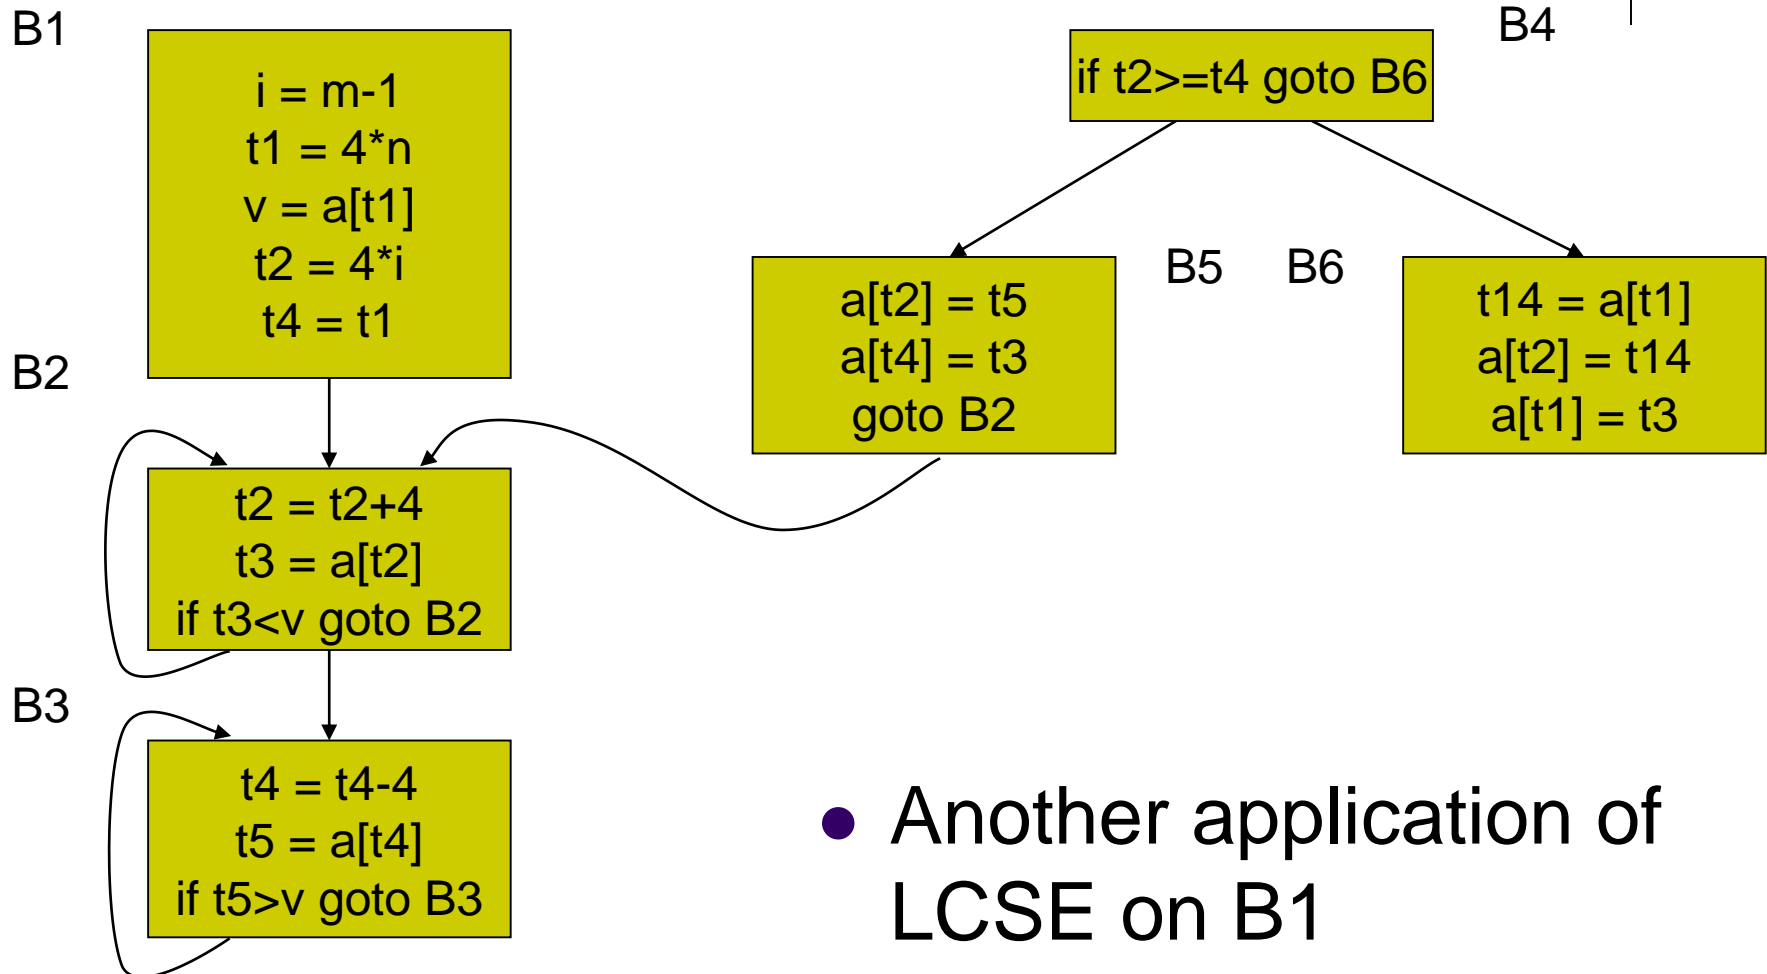 B1
i = m-1
t1 = 4*n
v = a[t1]
t2 = 4*i
t4 = t1
B2
t2 = t2+4
t3 = a[t2]
if t3<v goto B2
B3
t4 = t4-4
t5 = a[t4]
if t5>v goto B3
B4
if t2>=t4 goto B6
B5
a[t2] = t5
a[t4] = t3
goto B2
B6
t14 = a[t1]
a[t2] = t14
a[t1] = t3
● Another application of
LCSE on B1